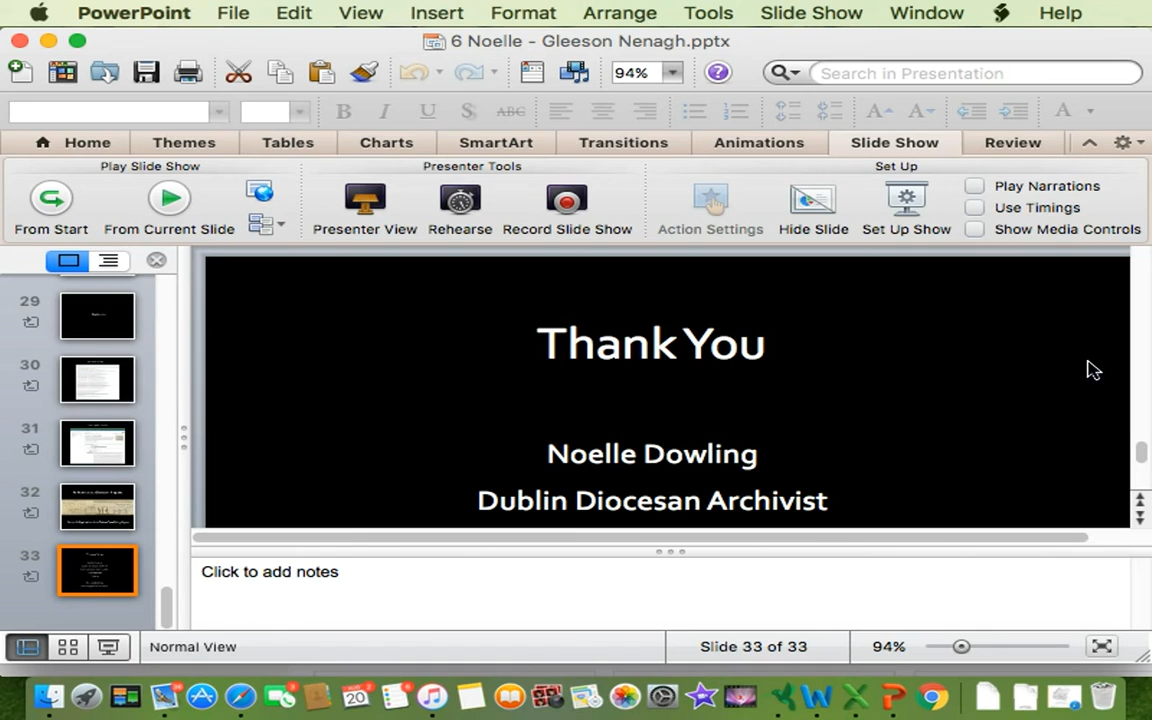 PowerPoint File Edit View Insert Format Arrange Tools Slide Show Window Help
6 Noelle - Gleeson Nenagh.pptx
94% Search in Presentation
B I U S ABC A A A
Home Themes Tables Charts SmartArt Transitions Animations Slide Show Review
Play Slide Show Presenter Tools Set Up
Play Narrations
Use Timings
From Start From Current Slide Presenter View Rehearse Record Slide Show Action Settings Hide Slide Set Up Show Show Media Controls
29
30
31
32
33
Thank You
Noelle Dowling
Dublin Diocesan Archivist
Click to add notes
Normal View Slide 33 of 33 94%
20